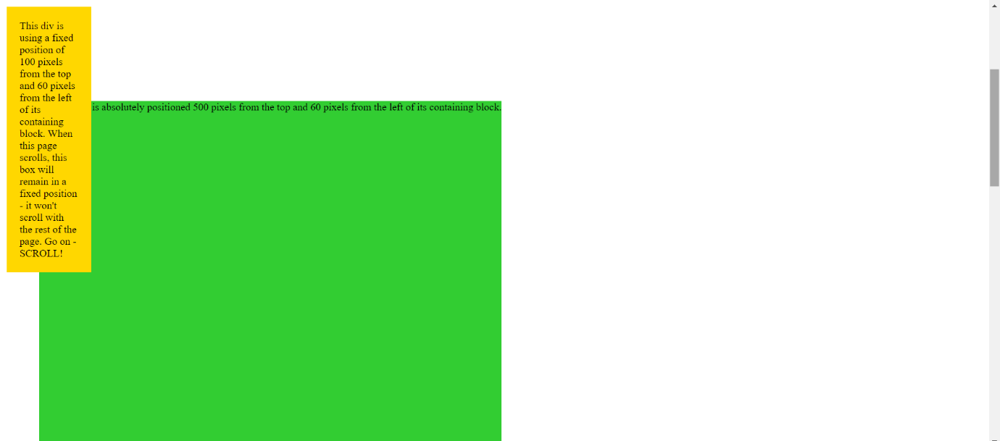 This div is
using a fixed
position of
100 pixels
from the top
and 60 pixels
from the left
of its
containing
block. When
this page
scrolls, this
box will
remain in a
fixed position
- it won't
scroll with
the rest of the
page. Go on -
SCROLL!
is absolutely positioned 500 pixels from the top and 60 pixels from the left of its containing block.